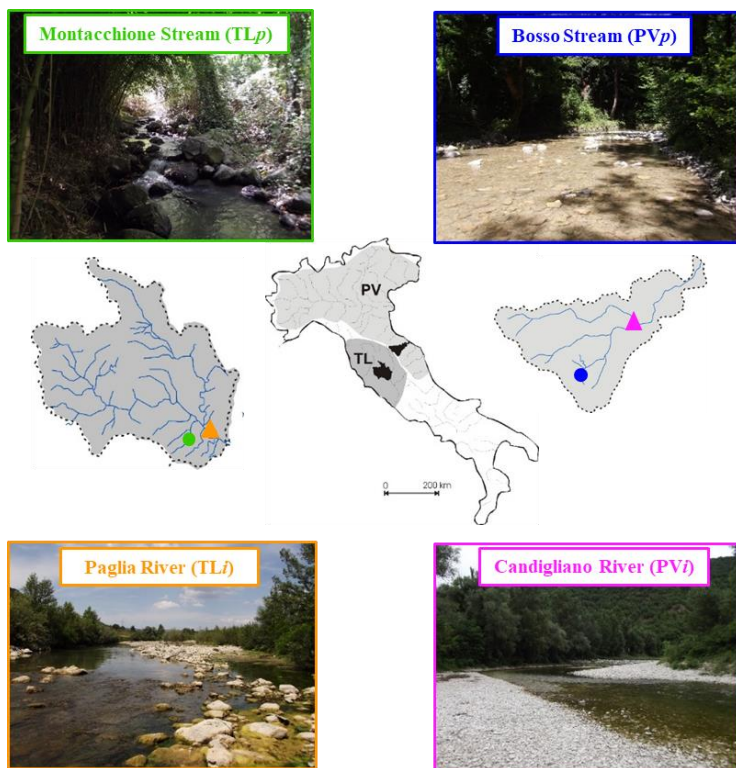 Montacchione Stream (TLp)
Bosso Stream (PVp)
PV
TL
0 200 km
Paglia River (TLi)
Candigliano River (PVi)